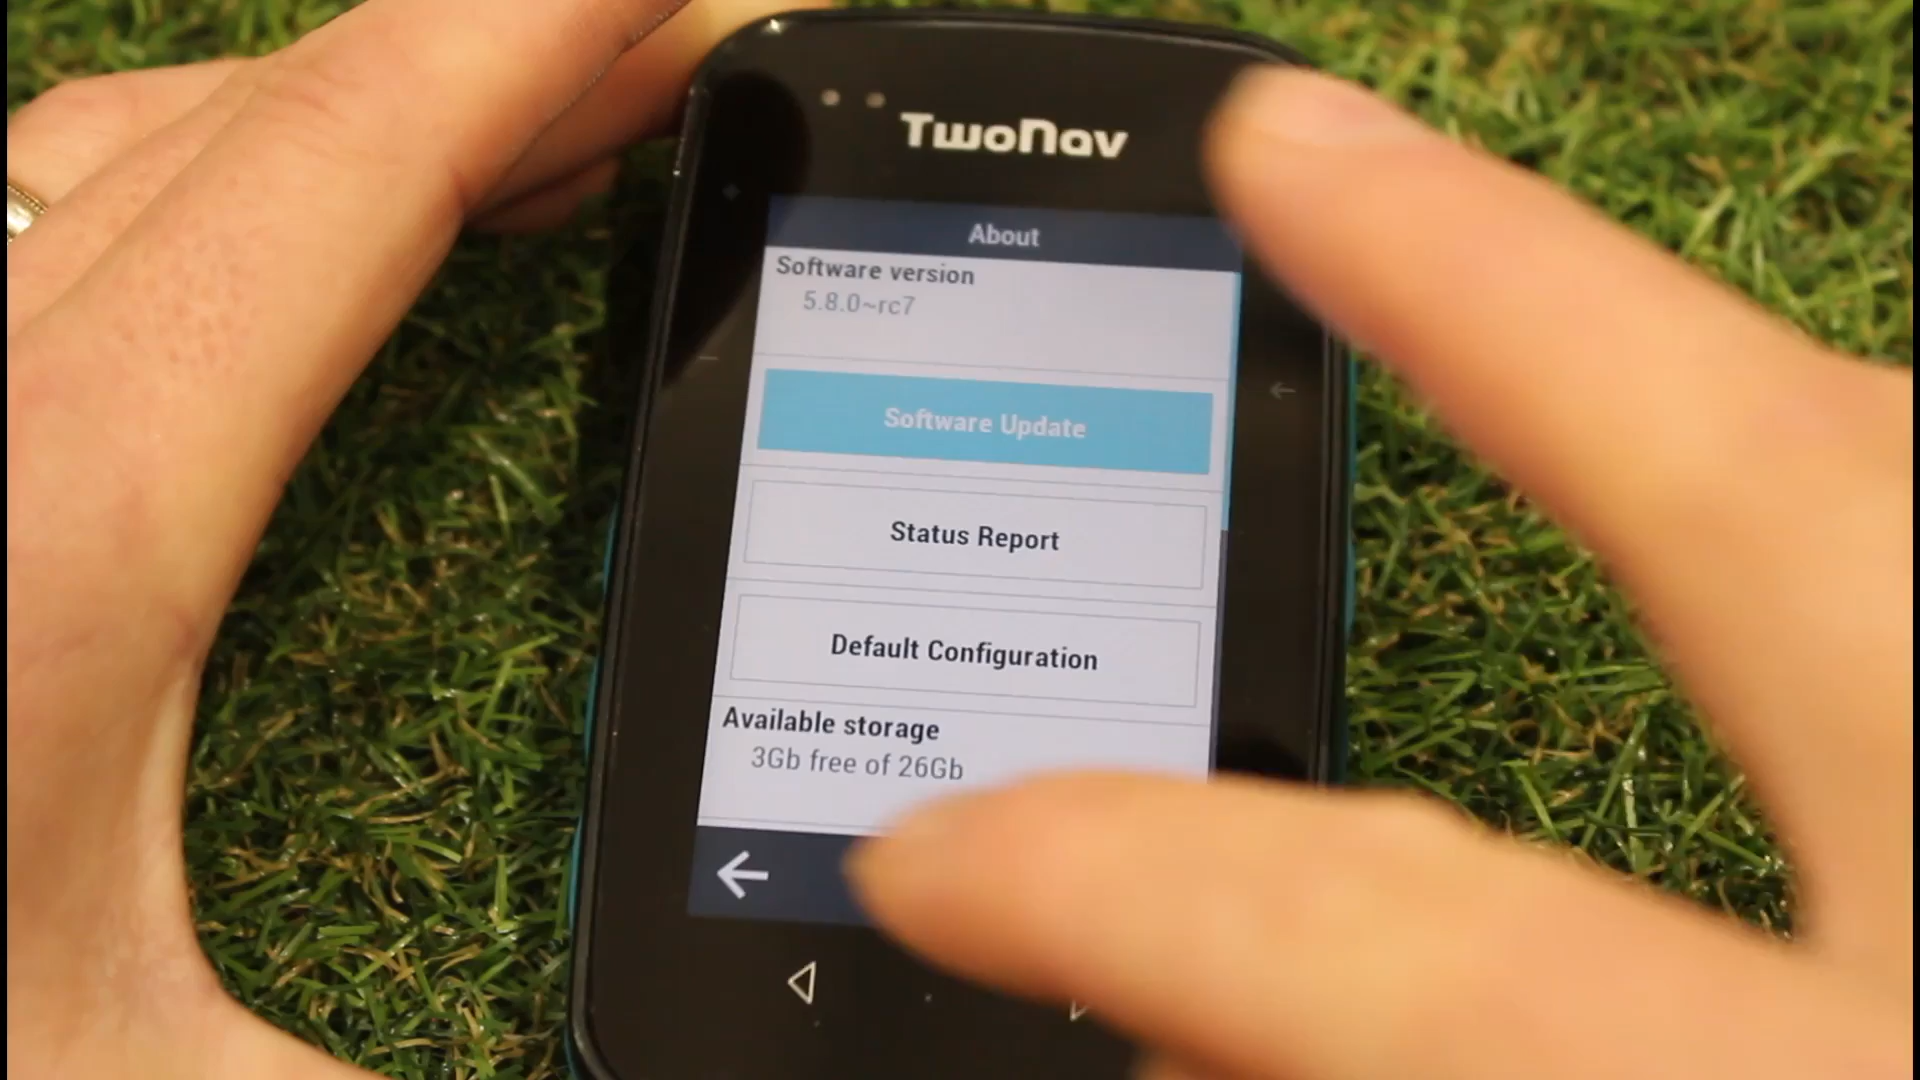 TwoNav
About
Software version
5.8.0~rc7
Software Update
Status Report
Default Configuration
Available storage
3Gb free of 26Gb